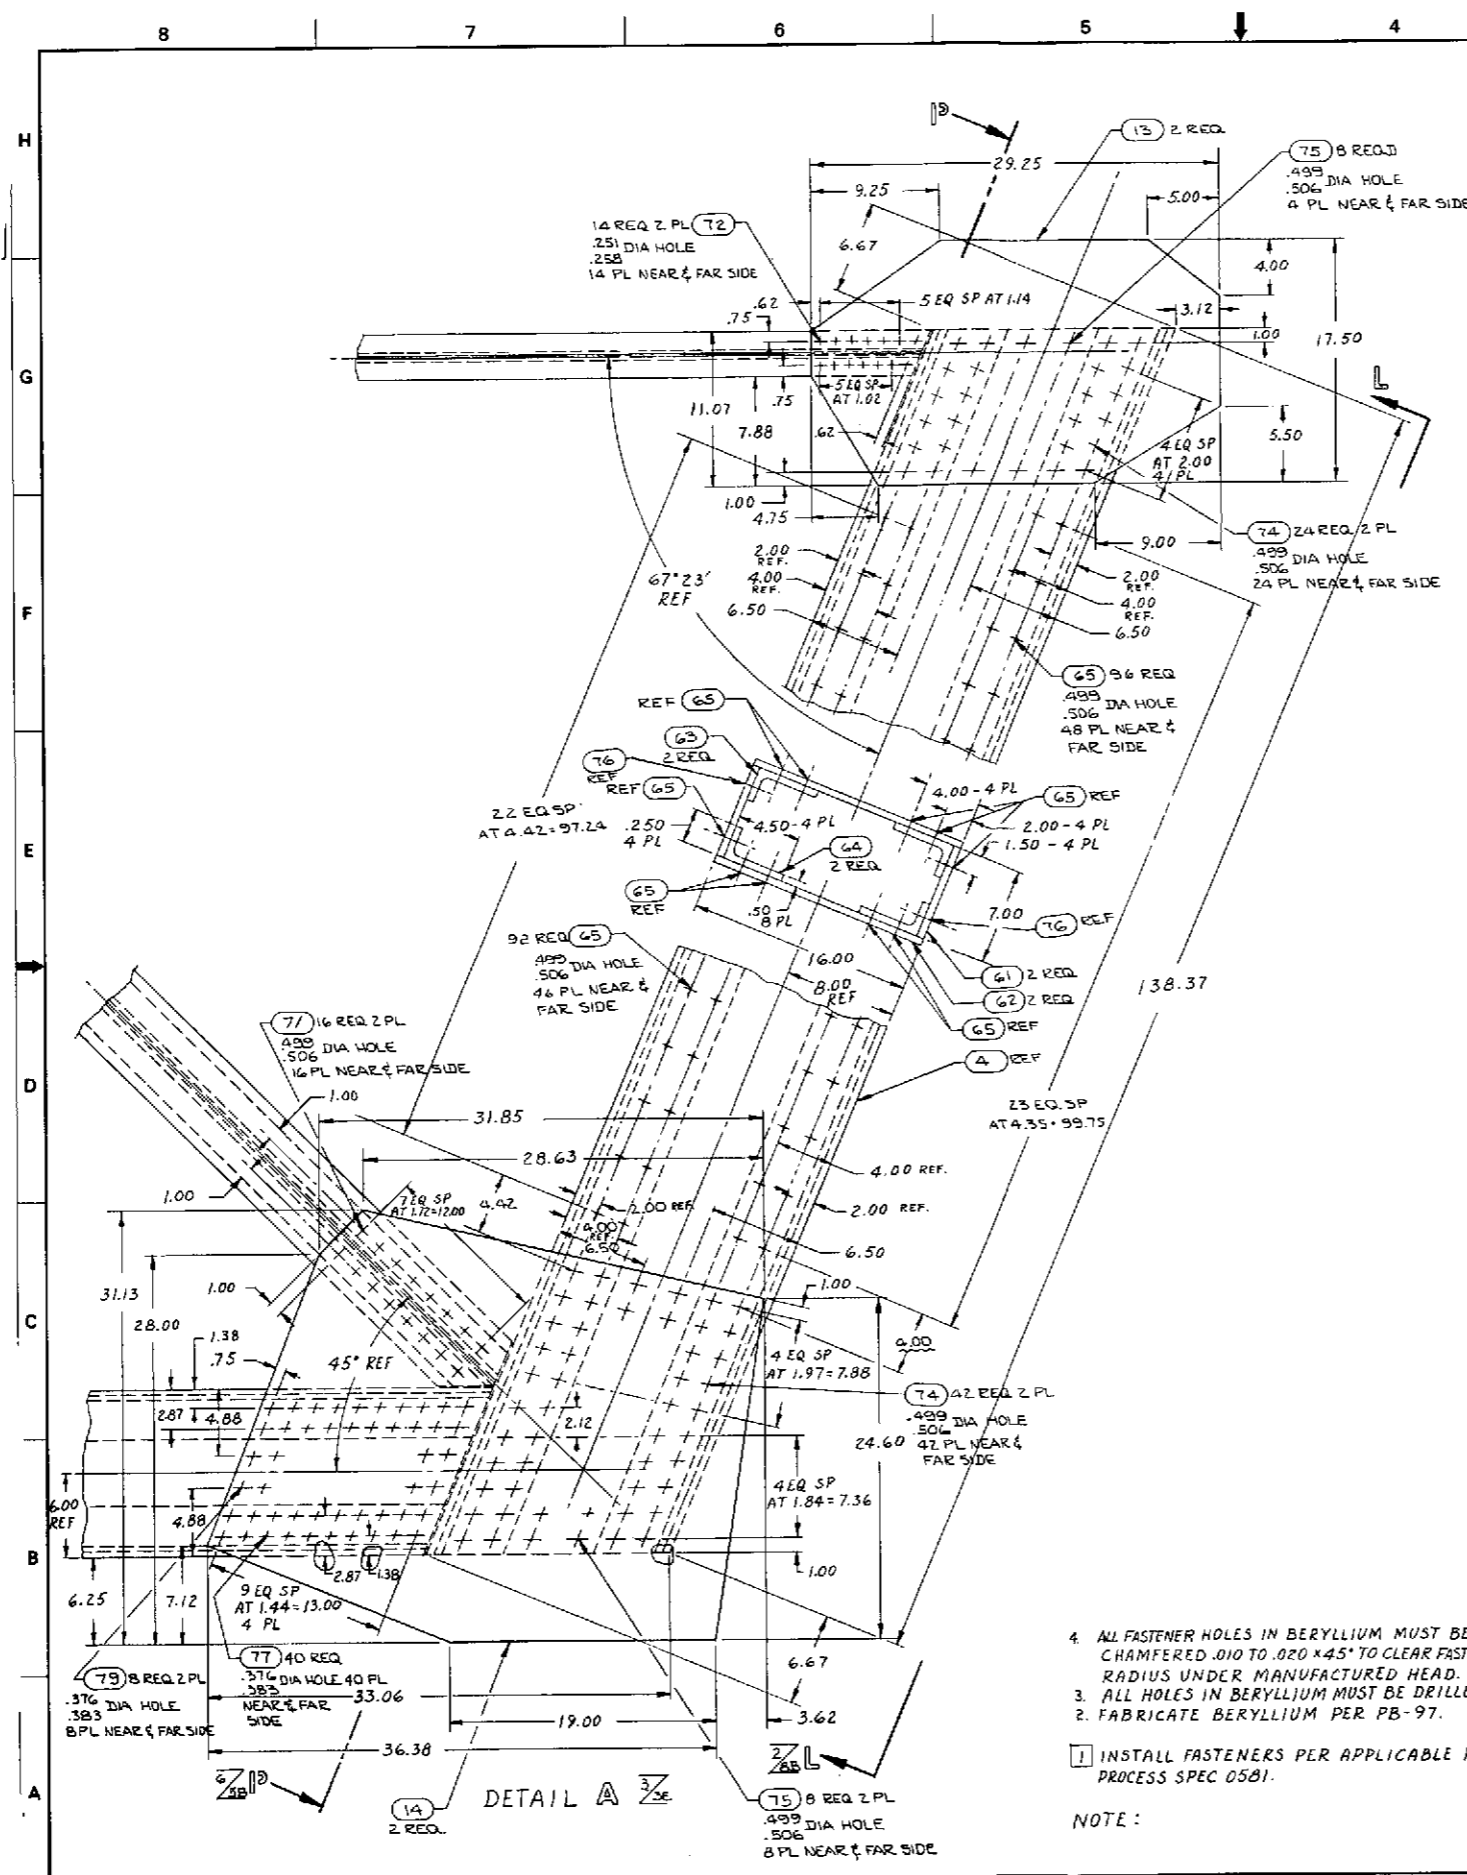 8 7 6 5 4
H
G
F
E
D
C
B
A
P
13 2 REQ
29.25
75 8 REQD
.499
.506 DIA HOLE
4 PL NEAR & FAR SIDE
9.25
5.00
14 REQ 2 PL 72
.251 DIA HOLE
.258
14 PL NEAR & FAR SIDE
6.67
4.00
.62
5 EQ SP AT 1.14
3.12
.75
1.00
17.50
L
5 EQ SP
AT 1.02
.75
11.07
7.88
.62
4 EQ SP
AT 2.00
4 PL
5.50
1.00
4.75
9.00
74 24 REQ 2 PL
.499 DIA HOLE
.506
24 PL NEAR & FAR SIDE
67°23'
REF
2.00
REF.
4.00
REF.
6.50
2.00
REF.
4.00
REF.
6.50
65 96 REQ
.499 DIA HOLE
.506
48 PL NEAR &
FAR SIDE
REF 65
63
2 REQ
76
REF
REF 65
22 EQ SP
AT 4.42=97.24
.250
4 PL
4.50-4 PL
64
2 REQ
4.00-4 PL
65 REF
2.00-4 PL
1.50-4 PL
65
REF
.50
8 PL
7.00
76 REF
16.00
8.00
REF
61 2 REQ
62 2 REQ
65 REF
4 REF
138.37
92 REQ 65
.499 DIA HOLE
.506
46 PL NEAR &
FAR SIDE
71 16 REQ 2 PL
.499 DIA HOLE
.506
16 PL NEAR & FAR SIDE
1.00
31.85
28.63
23 EQ SP
AT 4.35=99.75
4.00 REF.
2.00 REF.
6.50
1.00
7 EQ SP
AT 1.72=12.00
4.42
2.00 REF
4.00
REF.
6.50
1.00
31.13
28.00
1.00
1.38
.75
45° REF
4 EQ SP
AT 1.97=7.88
4.00
74 42 REQ 2 PL
.499 DIA HOLE
.506
42 PL NEAR &
FAR SIDE
2.87
4.88
2.12
24.60
4 EQ SP
AT 1.84=7.36
6.00
REF
4.88
1.00
6.25
7.12
2.87
1.38
9 EQ SP
AT 1.44=13.00
4 PL
6.67
77 40 REQ
.376 DIA HOLE 40 PL
.383
NEAR & FAR
SIDE
79 8 REQ 2 PL
.376 DIA HOLE
.383
8 PL NEAR & FAR SIDE
33.06
19.00
3.62
36.38
6/5B P
14
2 REQ.
DETAIL A 3/3E
2/8B L
75 8 REQ 2 PL
.499 DIA HOLE
.506
8 PL NEAR & FAR SIDE
4. ALL FASTENER HOLES IN BERYLLIUM MUST BE
CHAMFERED .010 TO .020 x 45° TO CLEAR FAST
RADIUS UNDER MANUFACTURED HEAD.
3. ALL HOLES IN BERYLLIUM MUST BE DRILLE
2. FABRICATE BERYLLIUM PER PB-97.
1 INSTALL FASTENERS PER APPLICABLE
PROCESS SPEC 0581.
NOTE: